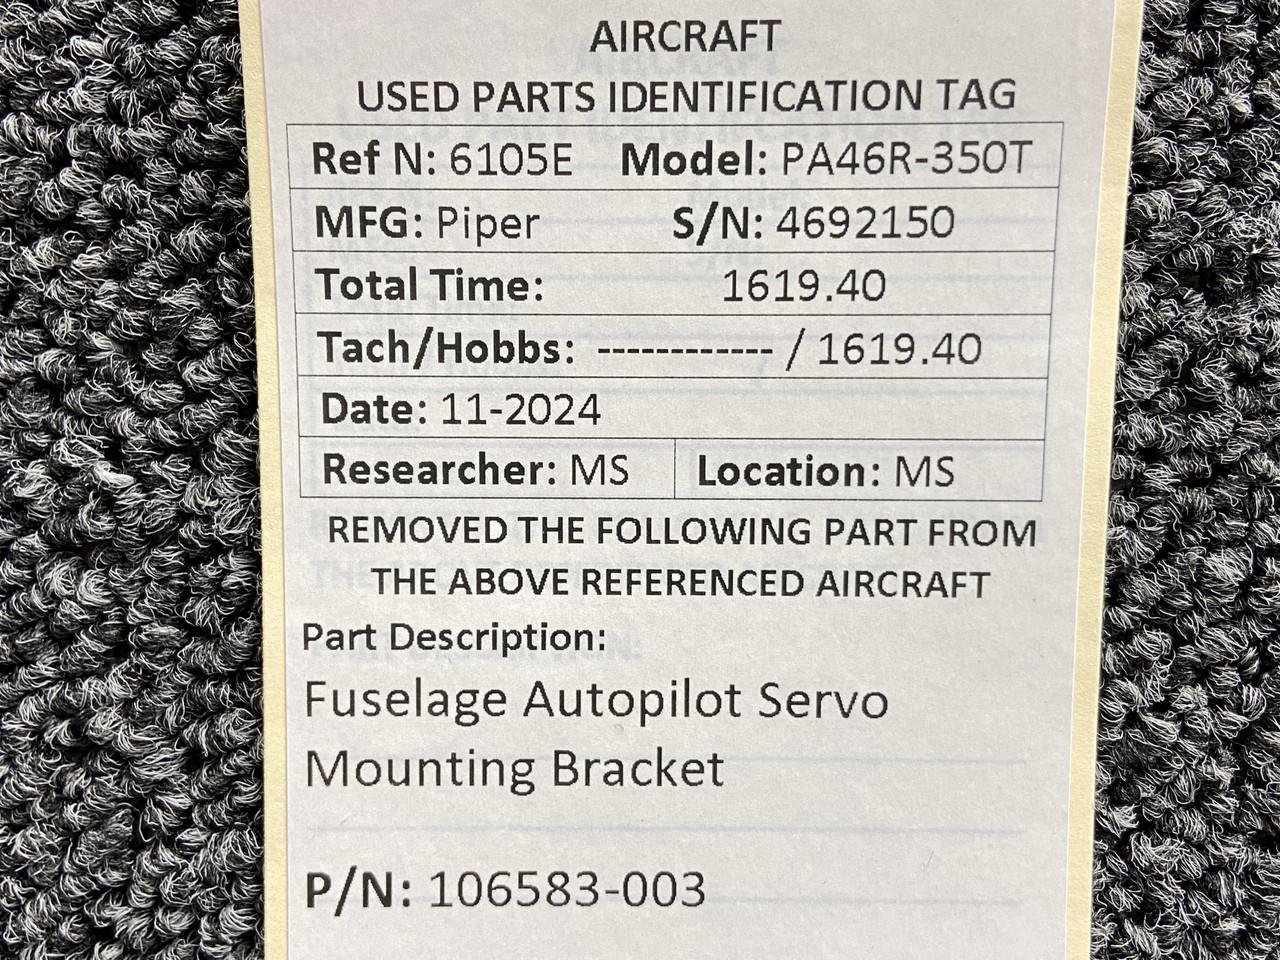 AIRCRAFT
USED PARTS IDENTIFICATION TAG
Ref N: 6105E Model: PA46R-350T
MFG: Piper S/N: 4692150
Total Time: 1619.40
Tach/Hobbs: ------------ / 1619.40
Date: 11-2024
Researcher: MS Location: MS
REMOVED THE FOLLOWING PART FROM
THE ABOVE REFERENCED AIRCRAFT
Part Description:
Fuselage Autopilot Servo
Mounting Bracket
P/N: 106583-003